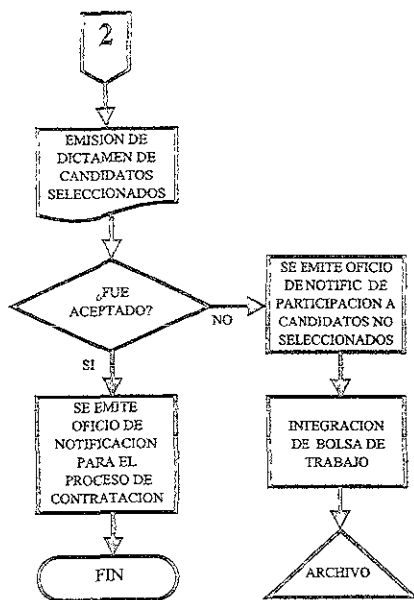 2
EMISION DE
DICTAMEN DE
CANDIDATOS
SELECCIONADOS
¿FUE
ACEPTADO?
NO
SE EMITE OFICIO
DE NOTIFIC DE
PARTICIPACION A
CANDIDATOS NO
SELECCIONADOS
SI
SE EMITE
OFICIO DE
NOTIFICACION
PARA EL
PROCESO DE
CONTRATACION
INTEGRACION
DE BOLSA DE
TRABAJO
FIN
ARCHIVO